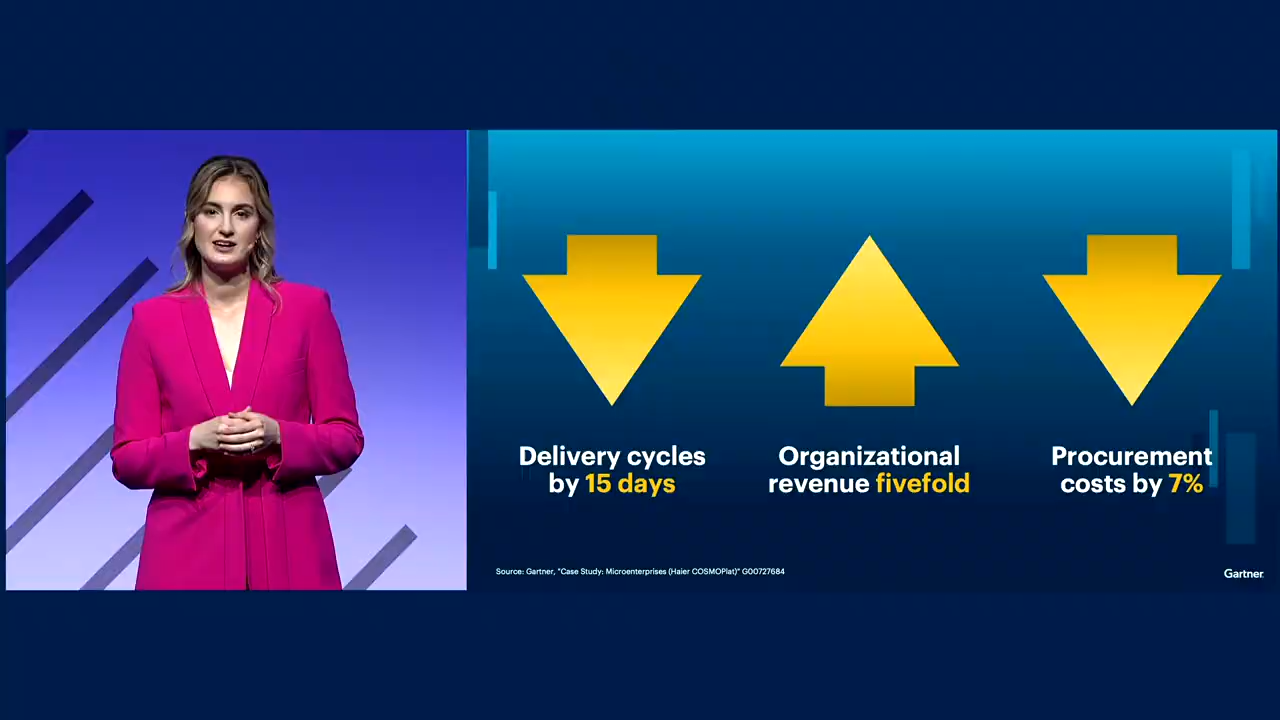 Delivery cycles
by 15 days
Organizational
revenue fivefold
Procurement
costs by 7%
Source: Gartner, "Case Study: Microenterprises (Haier COSMOPlat)" G00727684
Gartner